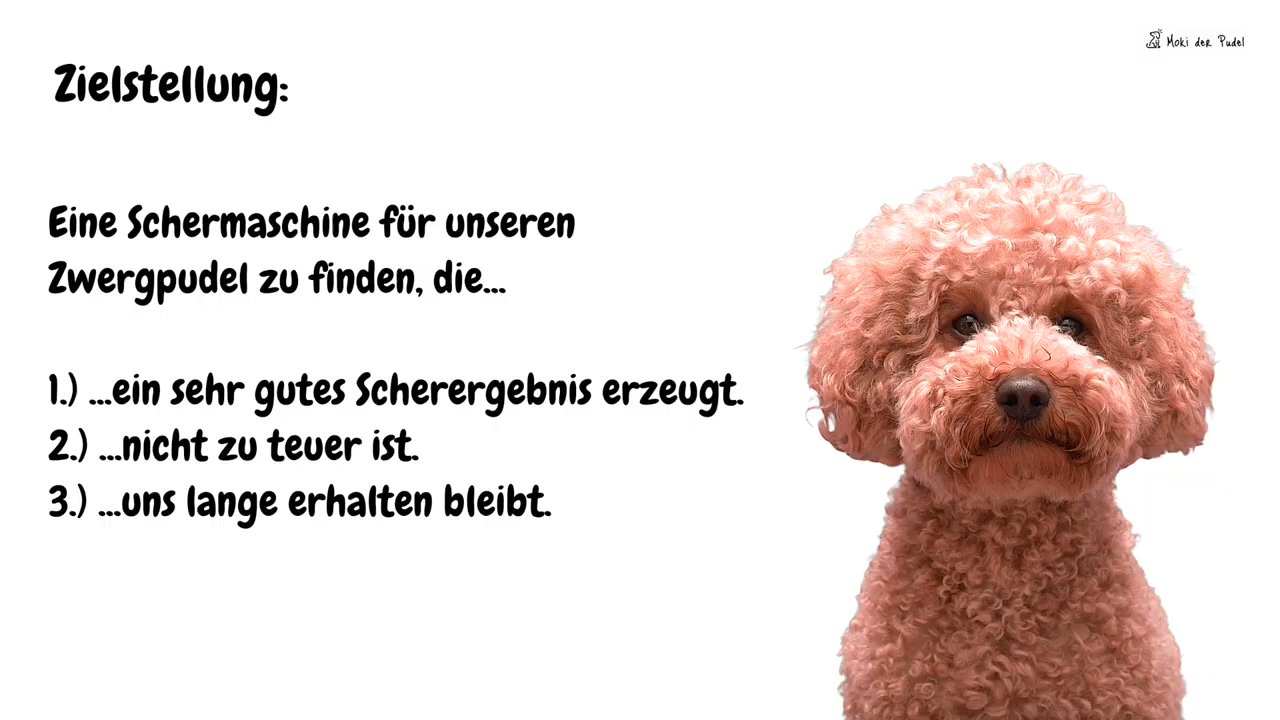 Moki der Pudel
Zielstellung:
Eine Schermaschine für unseren
Zwergpudel zu finden, die...
1.) ...ein sehr gutes Scherergebnis erzeugt.
2.) ...nicht zu teuer ist.
3.) ...uns lange erhalten bleibt.